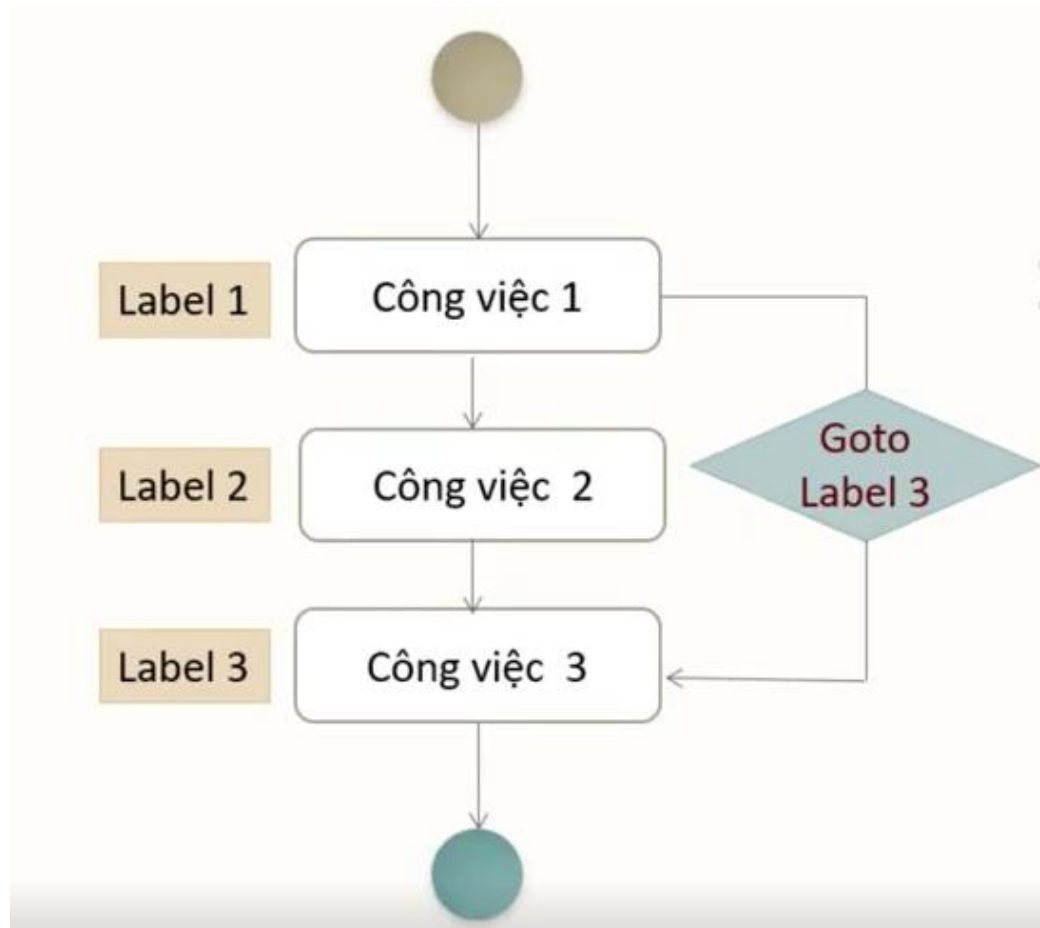 Label 1
Công việc 1
Goto
Label 3
Label 2
Công việc 2
Label 3
Công việc 3